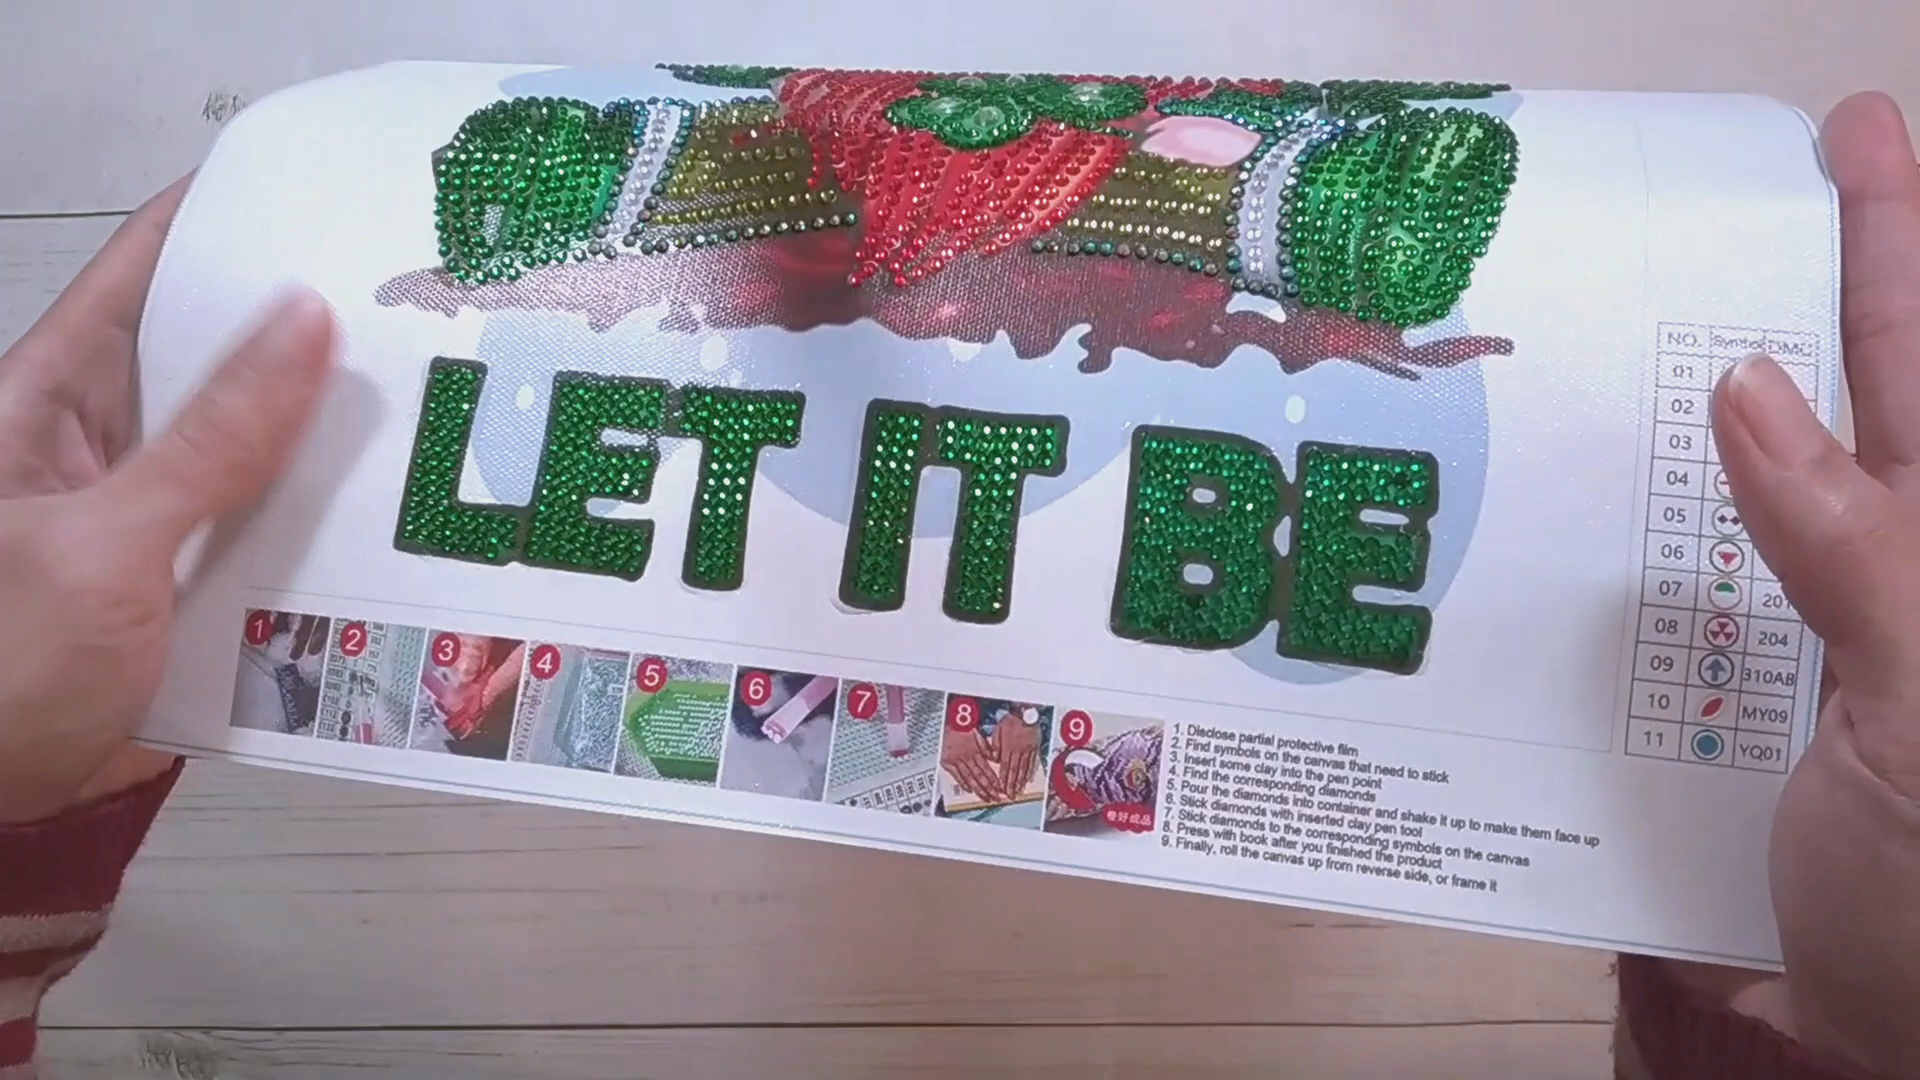 LET IT BE
NO. Symbol DMC
01
02
03
04
05
06
07
08 204
09 310AB
10 MY09
11 YQ01
1 2 3 4 5 6 7 8 9
1. Disclose partial protective film
2. Find symbols on the canvas that need to stick
3. Insert some clay into the pen point
4. Find the corresponding diamonds
5. Pour the diamonds into container and shake it up to make them face up
6. Stick diamonds with inserted clay pen tool
7. Stick diamonds to the corresponding symbols on the canvas
8. Press with book after you finished the product
9. Finally, roll the canvas up from reverse side, or frame it